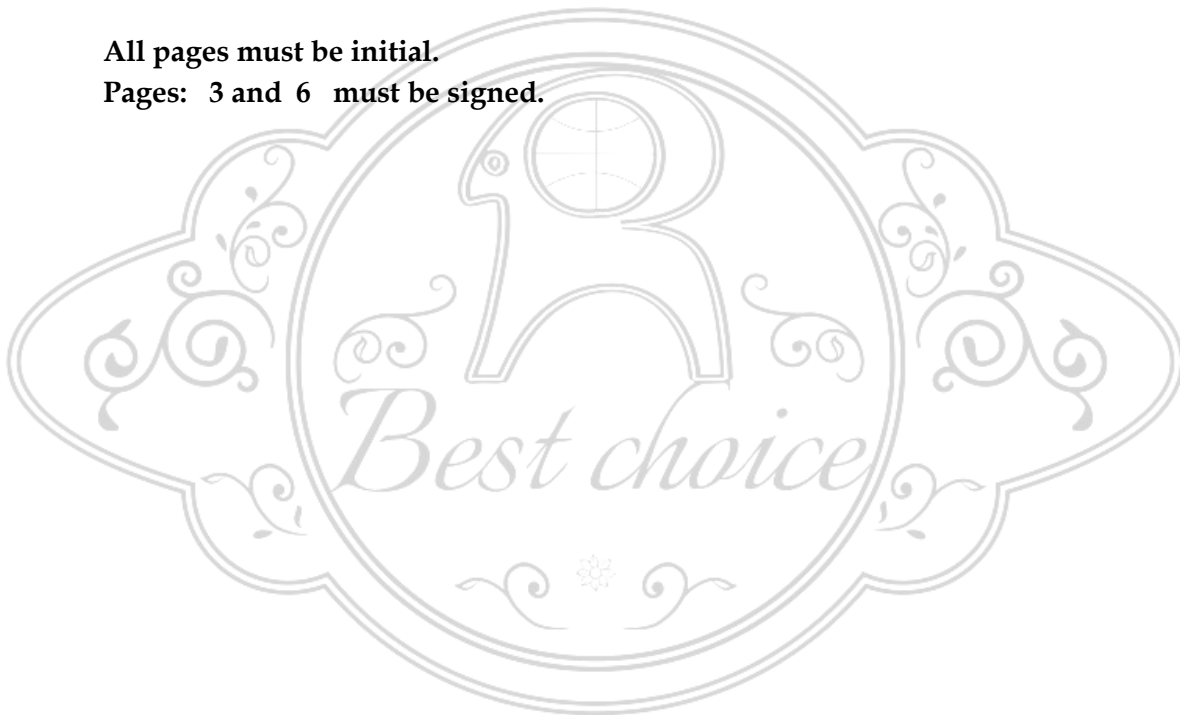 All pages must be initial.
Pages: 3 and 6 must be signed.
Best choice